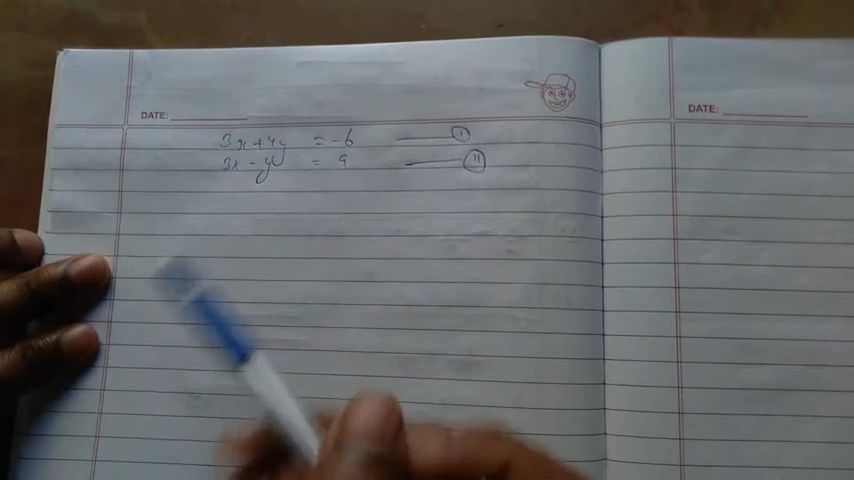 DATE:
3x+4y = -6 ——— I
3x-y = 9 ——— II
DATE: